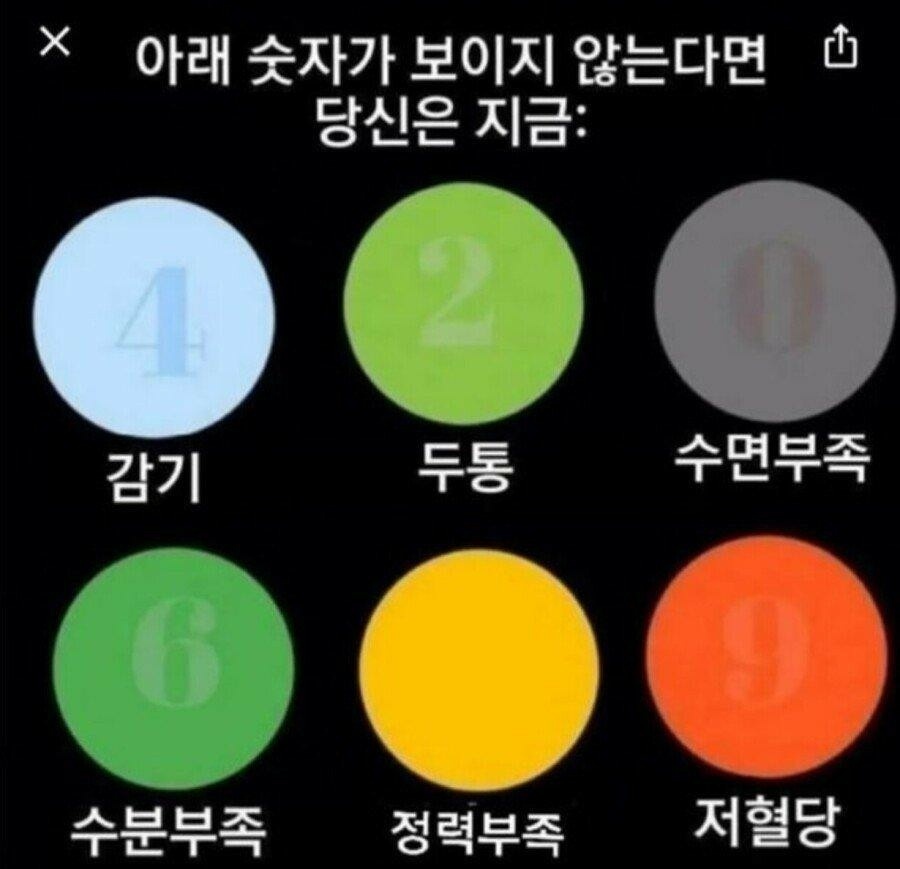 아래 숫자가 보이지 않는다면
당신은 지금:
4 2 0
감기 두통 수면부족
6 9
수분부족 정력부족 저혈당